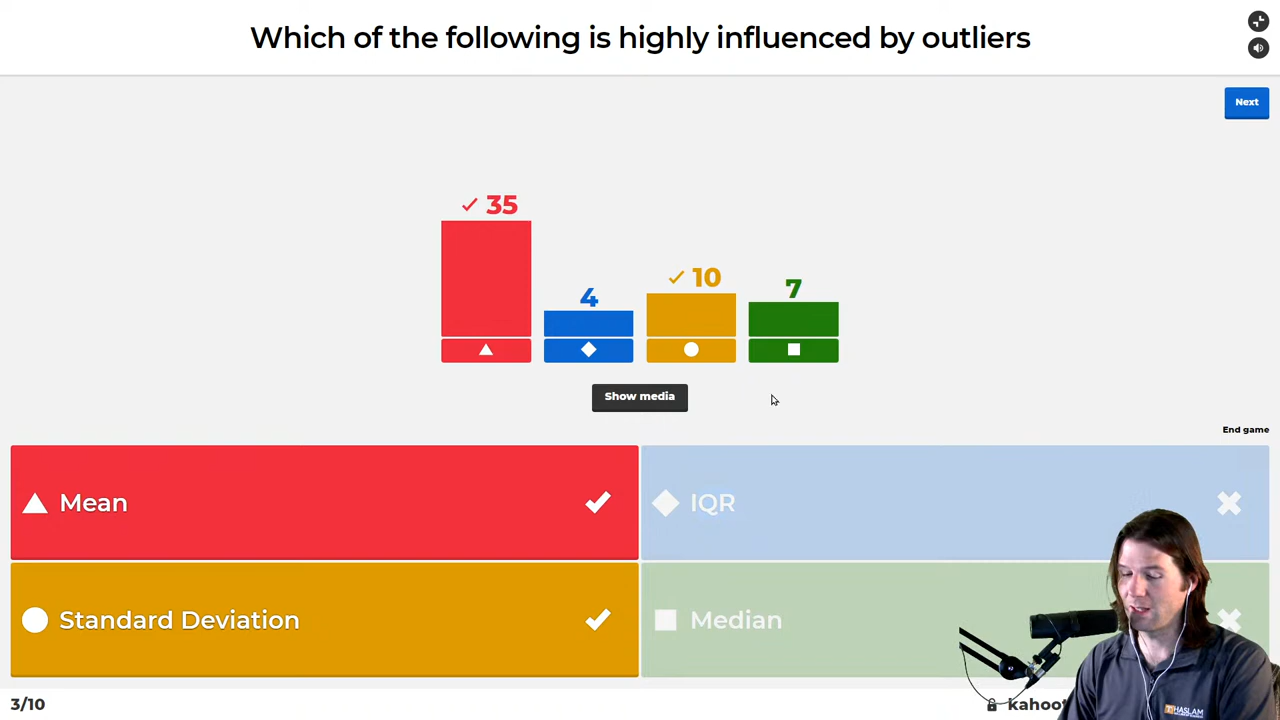 Which of the following is highly influenced by outliers
Next
35
4
10
7
Show media
End game
Mean
IQR
Standard Deviation
Median
3/10
kahoot
HASLAM